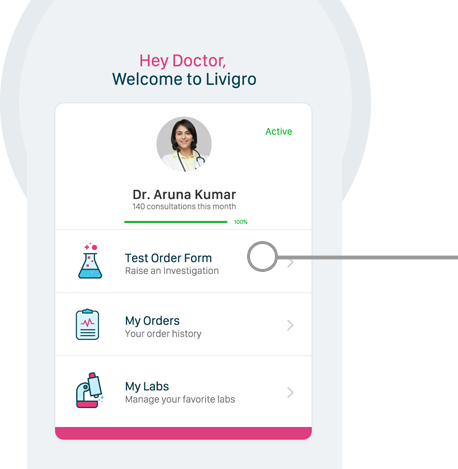 Hey Doctor,
Welcome to Livigro
Active
Dr. Aruna Kumar
140 consultations this month
100%
Test Order Form
Raise an Investigation
My Orders
Your order history
My Labs
Manage your favorite labs